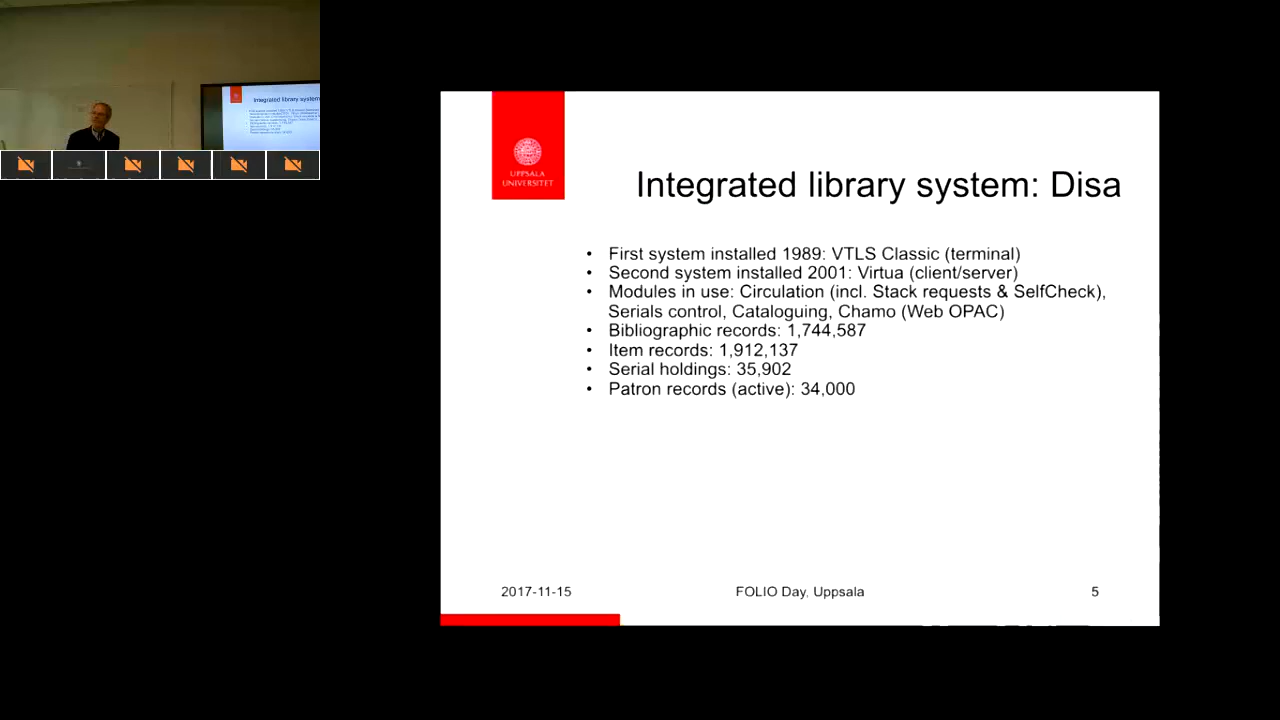 Integrated library system
UPPSALA
UNIVERSITET
Integrated library system: Disa
• First system installed 1989: VTLS Classic (terminal)
• Second system installed 2001: Virtua (client/server)
• Modules in use: Circulation (incl. Stack requests & SelfCheck),
Serials control, Cataloguing, Chamo (Web OPAC)
• Bibliographic records: 1,744,587
• Item records: 1,912,137
• Serial holdings: 35,902
• Patron records (active): 34,000
2017-11-15
FOLIO Day, Uppsala
5